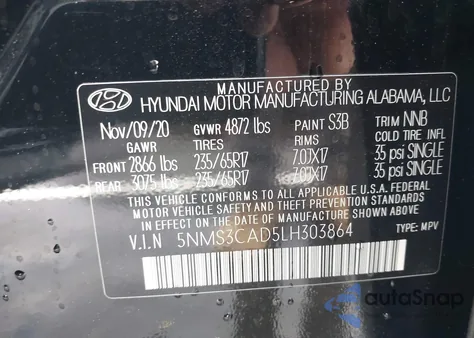 MANUFACTURED BY
HYUNDAI MOTOR MANUFACTURING ALABAMA, LLC
Nov/09/20 GVWR 4872 lbs PAINT S3B TRIM NNB
GAWR TIRES RIMS COLD TIRE INFL
FRONT 2866 lbs 235/65R17 7.0JX17 35 psi SINGLE
REAR 3075 lbs 235/65R17 7.0JX17 35 psi SINGLE
THIS VEHICLE CONFORMS TO ALL APPLICABLE U.S.A. FEDERAL
MOTOR VEHICLE SAFETY AND THEFT PREVENTION STANDARDS
IN EFFECT ON THE DATE OF MANUFACTURE SHOWN ABOVE.
V.I.N 5NMS3CAD5LH303864 TYPE: MPV
autoSnap